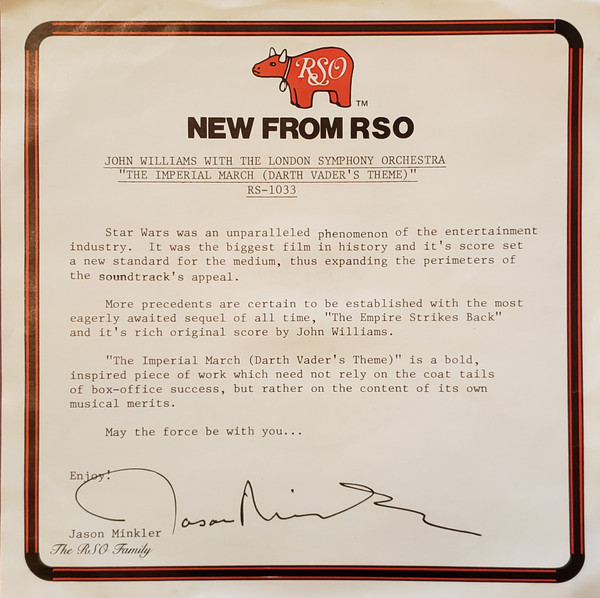 RSO
TM
NEW FROM RSO
JOHN WILLIAMS WITH THE LONDON SYMPHONY ORCHESTRA
"THE IMPERIAL MARCH (DARTH VADER'S THEME)"
RS-1033
Star Wars was an unparalleled phenomenon of the entertainment
industry. It was the biggest film in history and it's score set
a new standard for the medium, thus expanding the perimeters of
the soundtrack's appeal.
More precedents are certain to be established with the most
eagerly awaited sequel of all time, "The Empire Strikes Back"
and it's rich original score by John Williams.
"The Imperial March (Darth Vader's Theme)" is a bold,
inspired piece of work which need not rely on the coat tails
of box-office success, but rather on the content of its own
musical merits.
May the force be with you...
Enjoy!
Jason Minkler
Jason Minkler
The RSO Family